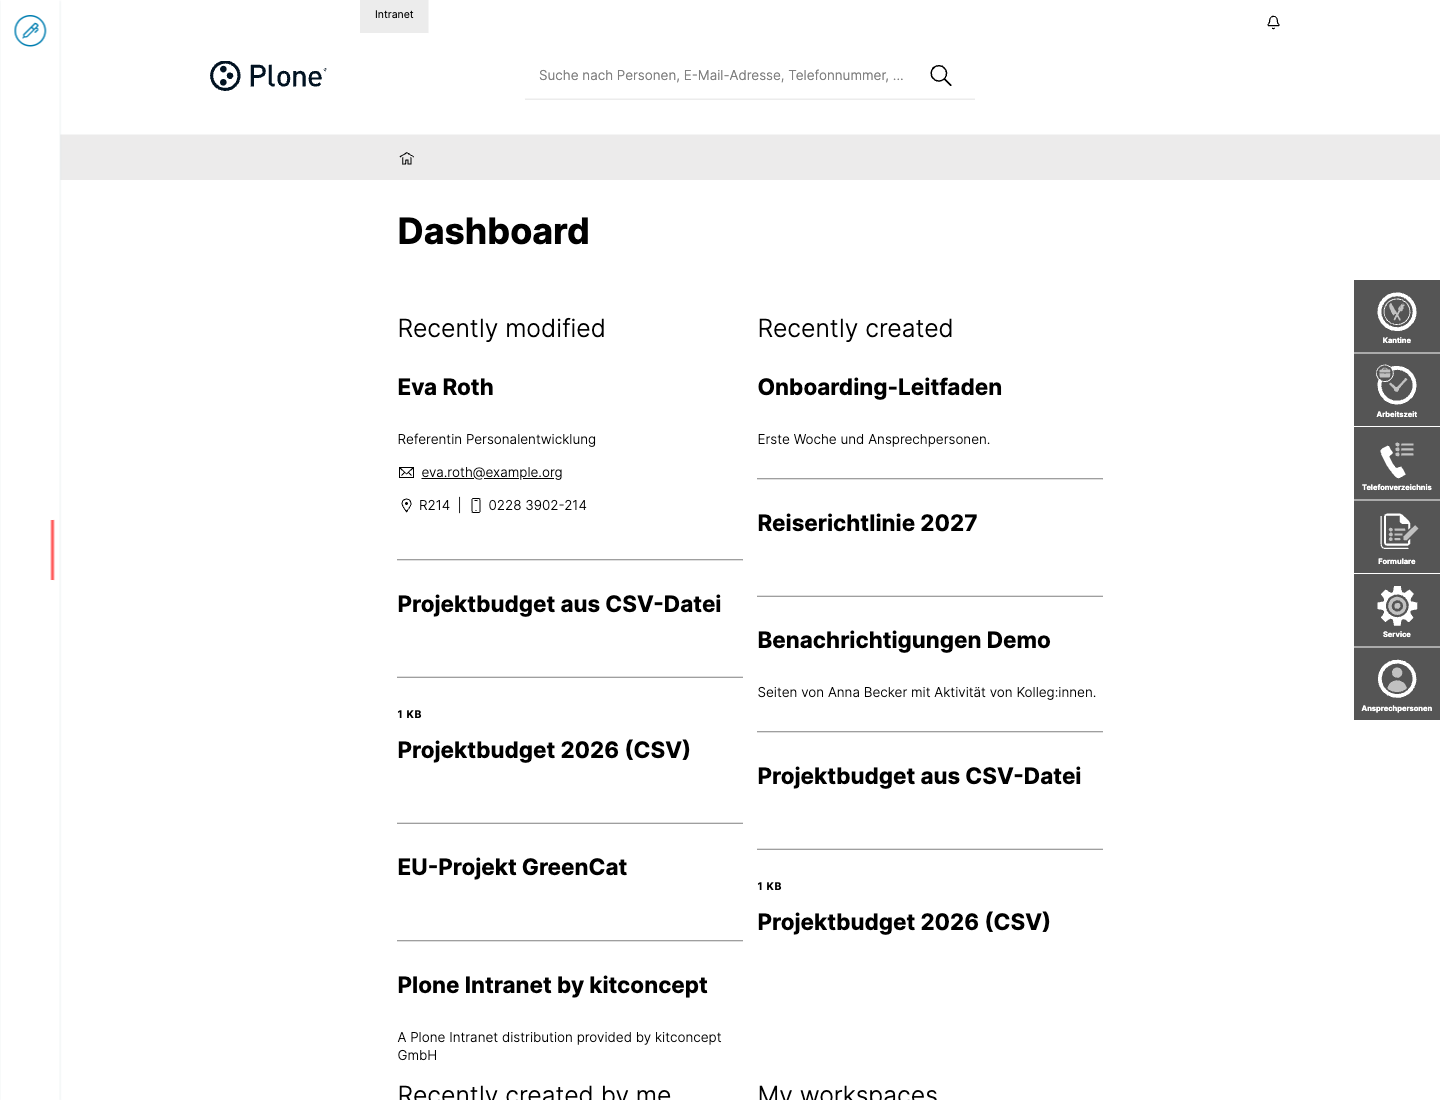 Intranet
Plone
Suche nach Personen, E-Mail-Adresse, Telefonnummer, ...
Dashboard
Recently modified
Eva Roth
Referentin Personalentwicklung
eva.roth@example.org
R214 | 0228 3902-214
Projektbudget aus CSV-Datei
1 KB
Projektbudget 2026 (CSV)
EU-Projekt GreenCat
Plone Intranet by kitconcept
A Plone Intranet distribution provided by kitconcept
GmbH
Recently created
Onboarding-Leitfaden
Erste Woche und Ansprechpersonen.
Reiserichtlinie 2027
Benachrichtigungen Demo
Seiten von Anna Becker mit Aktivität von Kolleg:innen.
Projektbudget aus CSV-Datei
1 KB
Projektbudget 2026 (CSV)
Recently created by me
My workspaces
Kantine
Arbeitszeit
Telefonverzeichnis
Formulare
Service
Ansprechpersonen